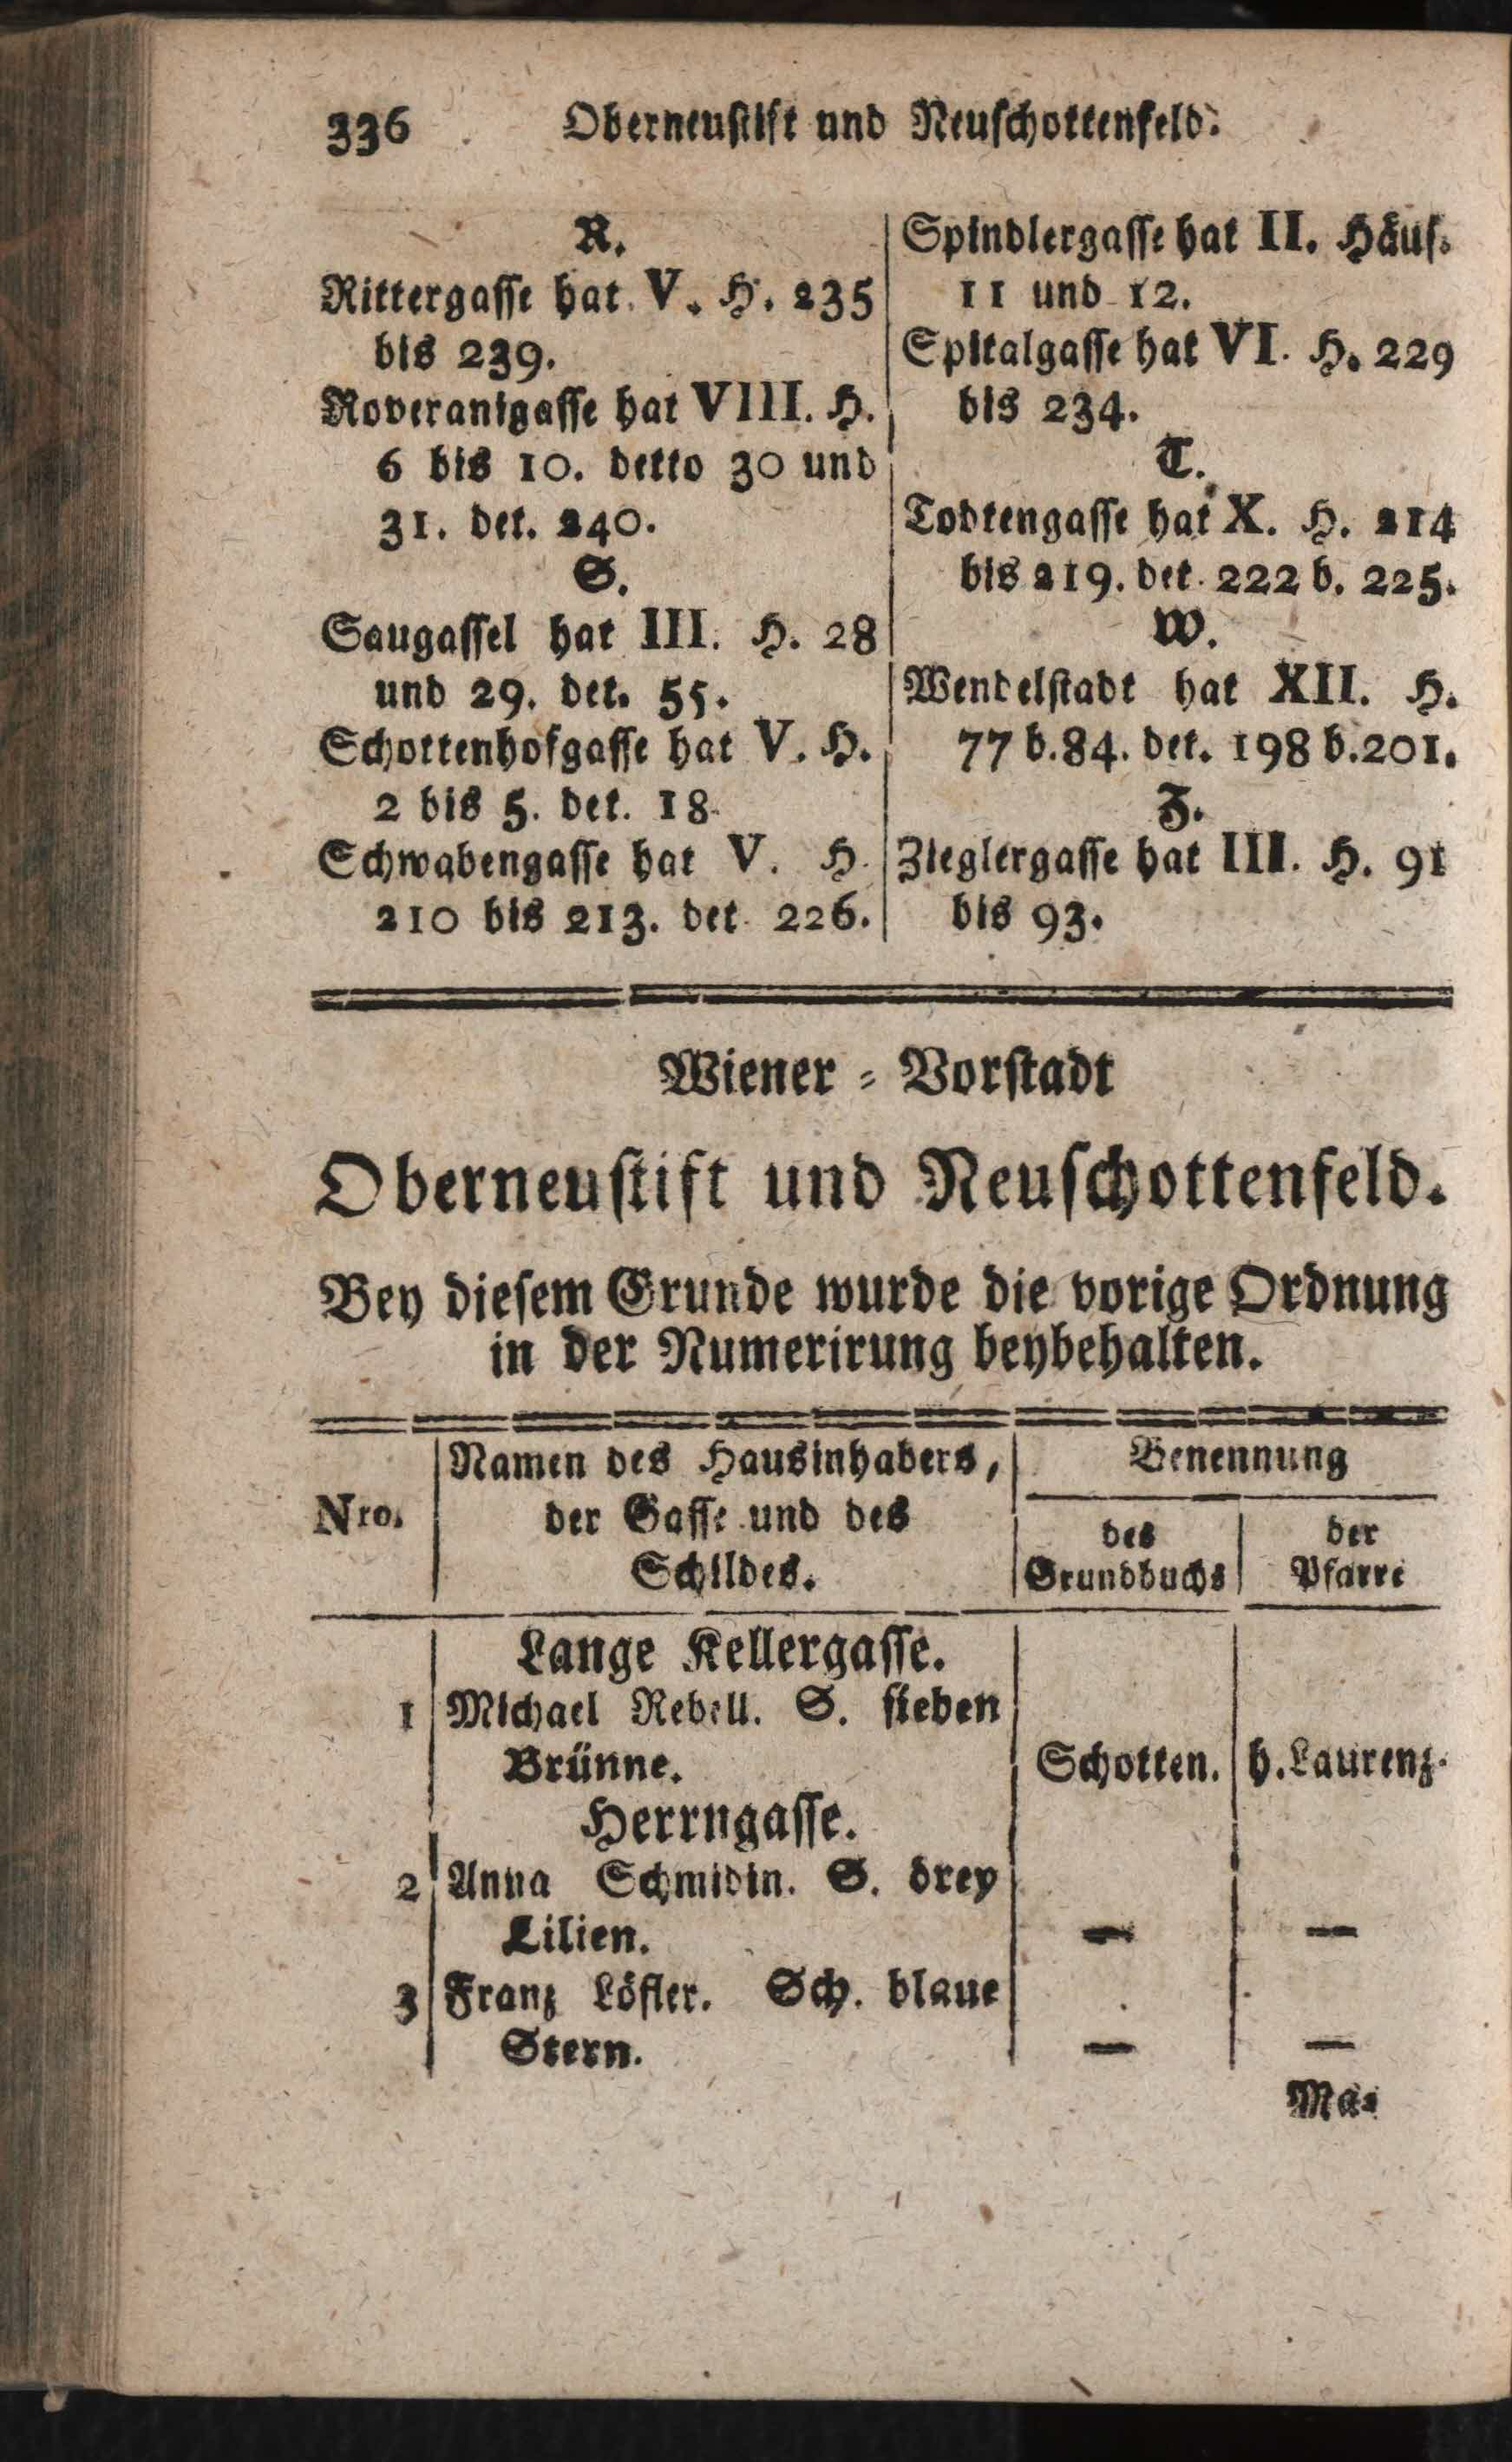 336 Oberneustift und Neuschottenfeld.
R.
Rittergasse hat V. H. 235
bis 239.
Roverantgasse hat VIII. H.
6 bis 10. detto 30 und
31. det. 240.
S.
Saugassel hat III. H. 28
und 29. det. 55.
Schottenhofgasse hat V. H.
2 bis 5. det. 18.
Schwabengasse hat V. H.
210 bis 213. det. 226.
Spindlergasse hat II. Häus.
11 und 12.
Spitalgasse hat VI. H. 229
bis 234.
T.
Todtengasse hat X. H. 214
bis 219. det. 222 b. 225.
W.
Wendelstadt hat XII. H.
77 b. 84. det. 198 b. 201.
Z.
Zieglergasse hat III. H. 91
bis 93.
Wiener-Vorstadt
Oberneustift und Neuschottenfeld.
Bey diesem Grunde wurde die vorige Ordnung
in der Numerirung beybehalten.
Nro.
Namen des Hausinhabers,
der Gasse und des
Schildes.
Benennung
des
Grundbuchs
der
Pfarre
Lange Kellergasse.
1 Michael Rebell. S. sieben
Brünne. Schotten. h. Laurenz.
Herrngasse.
2 Anna Schmidin. S. drey
Lilien. — —
3 Franz Löfler. Sch. blaue
Stern. — —
Ma-